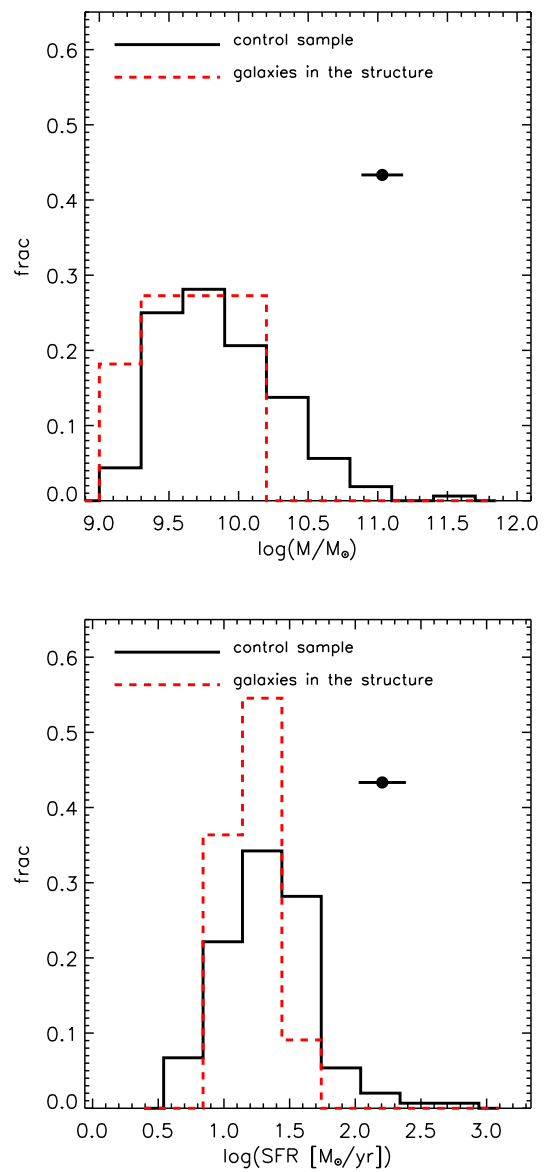 control sample
galaxies in the structure
0.6
0.5
0.4
0.3
0.2
0.1
0.0
frac
9.0 9.5 10.0 10.5 11.0 11.5 12.0
log(M/M⊙)
control sample
galaxies in the structure
0.6
0.5
0.4
0.3
0.2
0.1
0.0
frac
0.0 0.5 1.0 1.5 2.0 2.5 3.0
log(SFR [M⊙/yr])